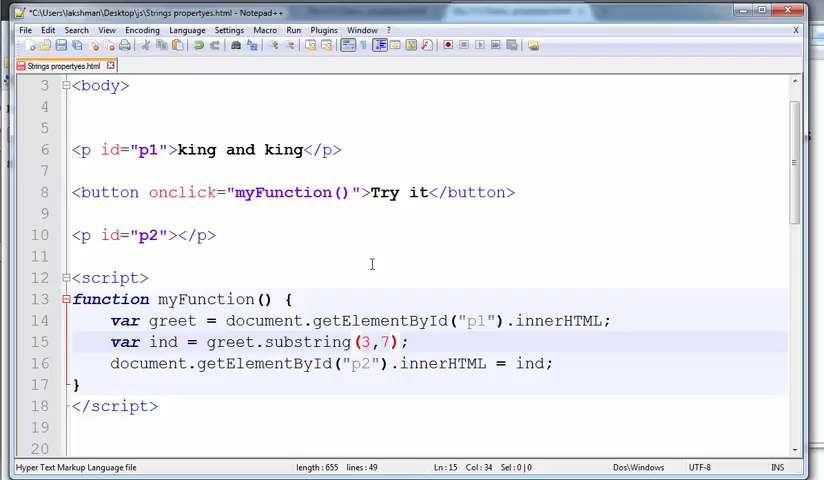 *C:\Users\lakshman\Desktop\js\Strings propertyes.html - Notepad++
File Edit Search View Encoding Language Settings Macro Run Plugins Window ? X
Strings propertyes.html
3 <body>
4
5
6 <p id="p1">king and king</p>
7
8 <button onclick="myFunction()">Try it</button>
9
10 <p id="p2"></p>
11
12 <script>
13 function myFunction() {
14 var greet = document.getElementById("p1").innerHTML;
15 var ind = greet.substring(3,7);
16 document.getElementById("p2").innerHTML = ind;
17 }
18 </script>
19
20
Hyper Text Markup Language file length : 655 lines : 49 Ln : 15 Col : 34 Sel : 0 | 0 Dos\Windows UTF-8 INS